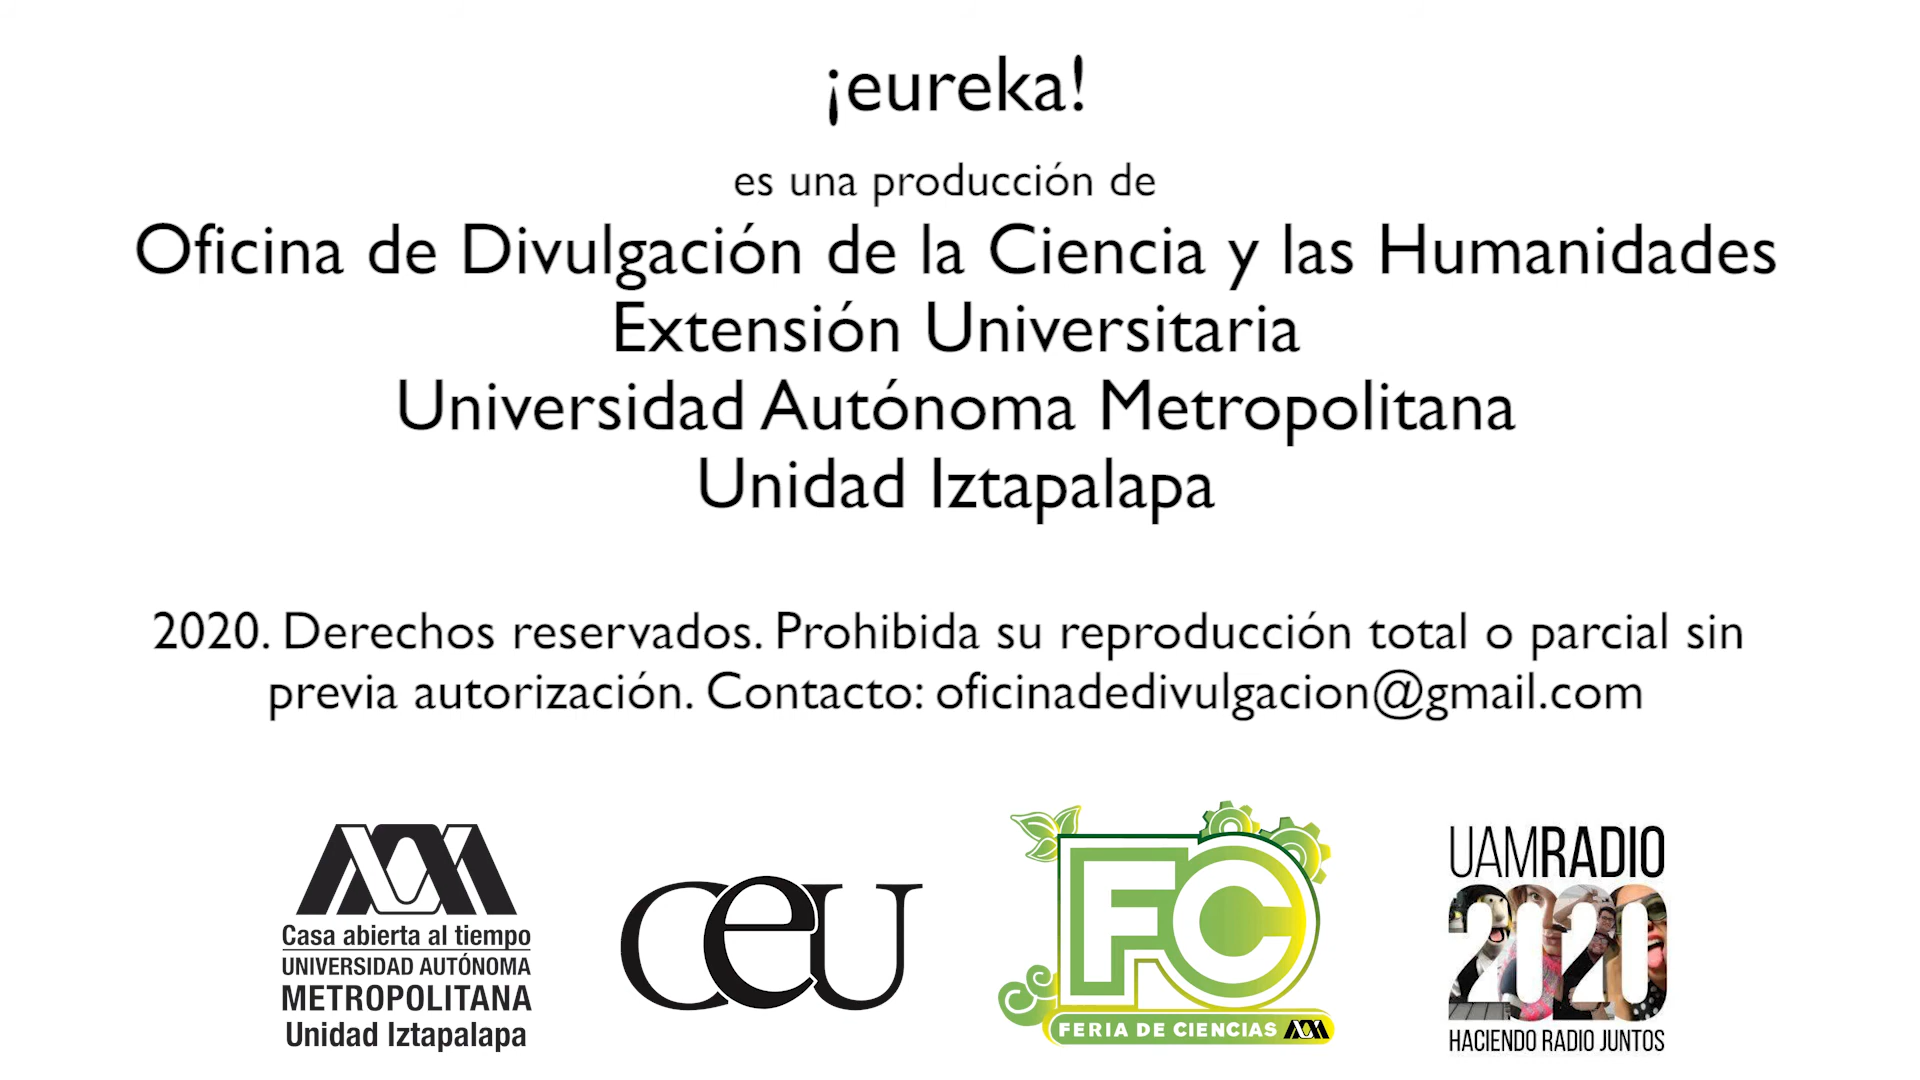 ¡eureka!
es una producción de
Oficina de Divulgación de la Ciencia y las Humanidades
Extensión Universitaria
Universidad Autónoma Metropolitana
Unidad Iztapalapa
2020. Derechos reservados. Prohibida su reproducción total o parcial sin
previa autorización. Contacto: oficinadedivulgacion@gmail.com
Casa abierta al tiempo
UNIVERSIDAD AUTÓNOMA
METROPOLITANA
Unidad Iztapalapa
CeU
FC
FERIA DE CIENCIAS
UAMRADIO
2020
HACIENDO RADIO JUNTOS